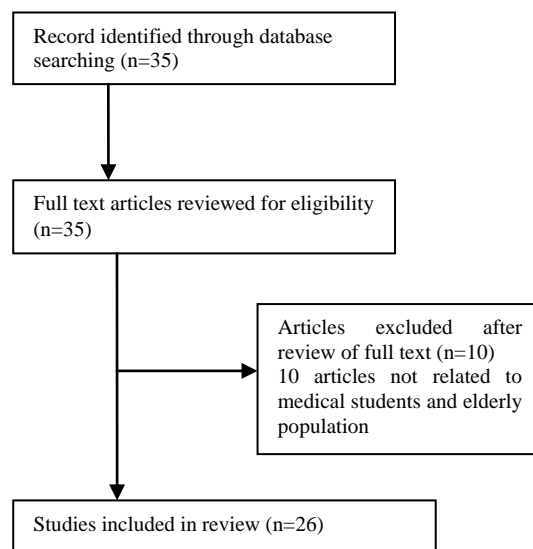 Record identified through database
searching (n=35)
Full text articles reviewed for eligibility
(n=35)
Articles excluded after
review of full text (n=10)
10 articles not related to
medical students and elderly
population
Studies included in review (n=26)